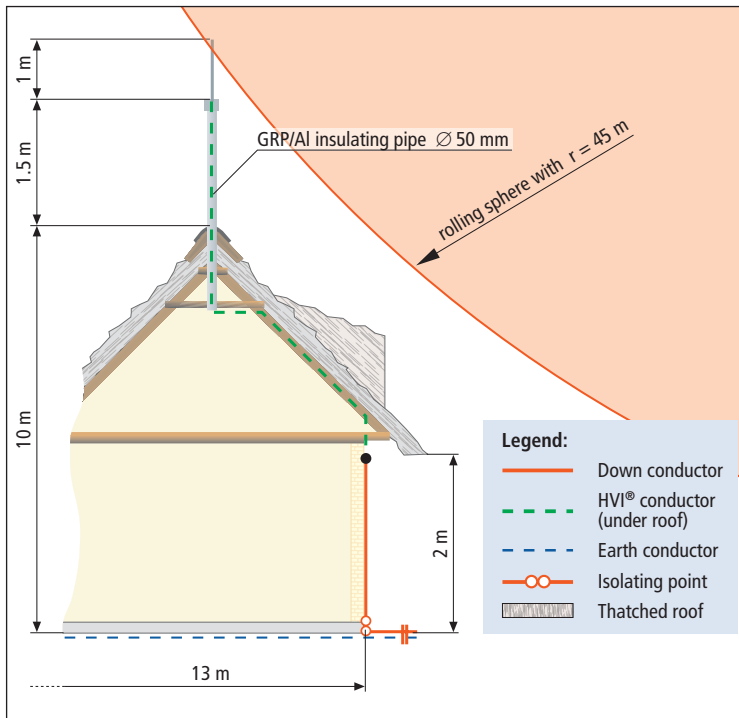 1 m
1.5 m
GRP/Al insulating pipe ∅ 50 mm
rolling sphere with r = 45 m
10 m
2 m
13 m
Legend:
Down conductor
HVI® conductor
(under roof)
Earth conductor
Isolating point
Thatched roof